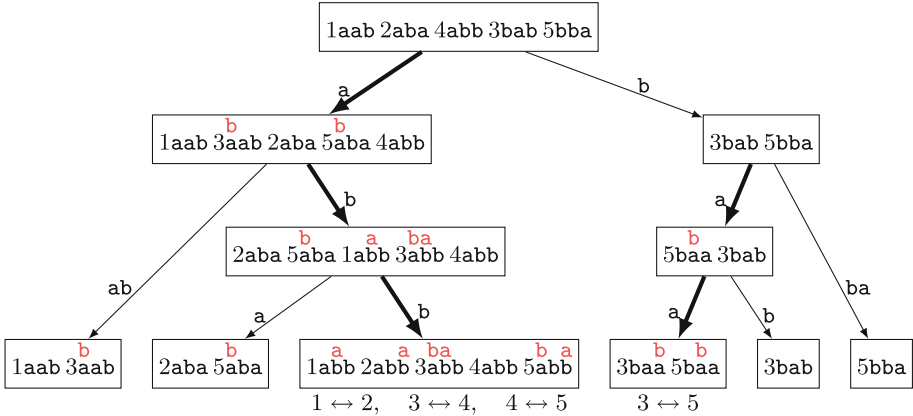 1aab 2aba 4abb 3bab 5bba
a b
b b
1aab 3aab 2aba 5aba 4abb 3bab 5bba
b a
b a ba b
2aba 5aba 1abb 3abb 4abb 5baa 3bab
ab a b a b ba
b b a a ba b a b b
1aab 3aab 2aba 5aba 1abb 2abb 3abb 4abb 5abb 3baa 5baa 3bab 5bba
1 ↔ 2, 3 ↔ 4, 4 ↔ 5 3 ↔ 5